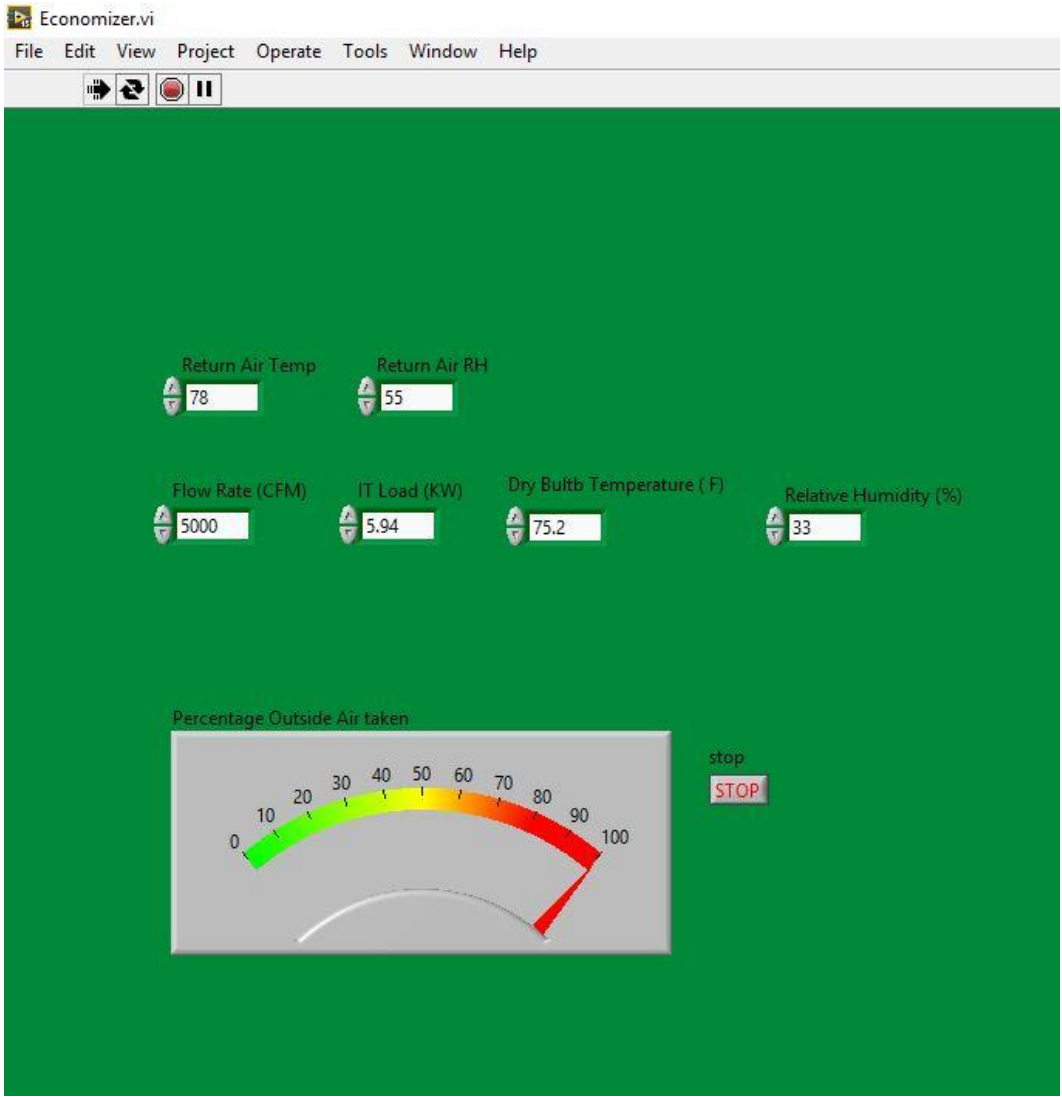 Economizer.vi
File Edit View Project Operate Tools Window Help
Return Air Temp Return Air RH
78 55
Flow Rate (CFM) IT Load (KW) Dry Bultb Temperature ( F) Relative Humidity (%)
5000 5.94 75.2 33
Percentage Outside Air taken
0 10 20 30 40 50 60 70 80 90 100
stop
STOP